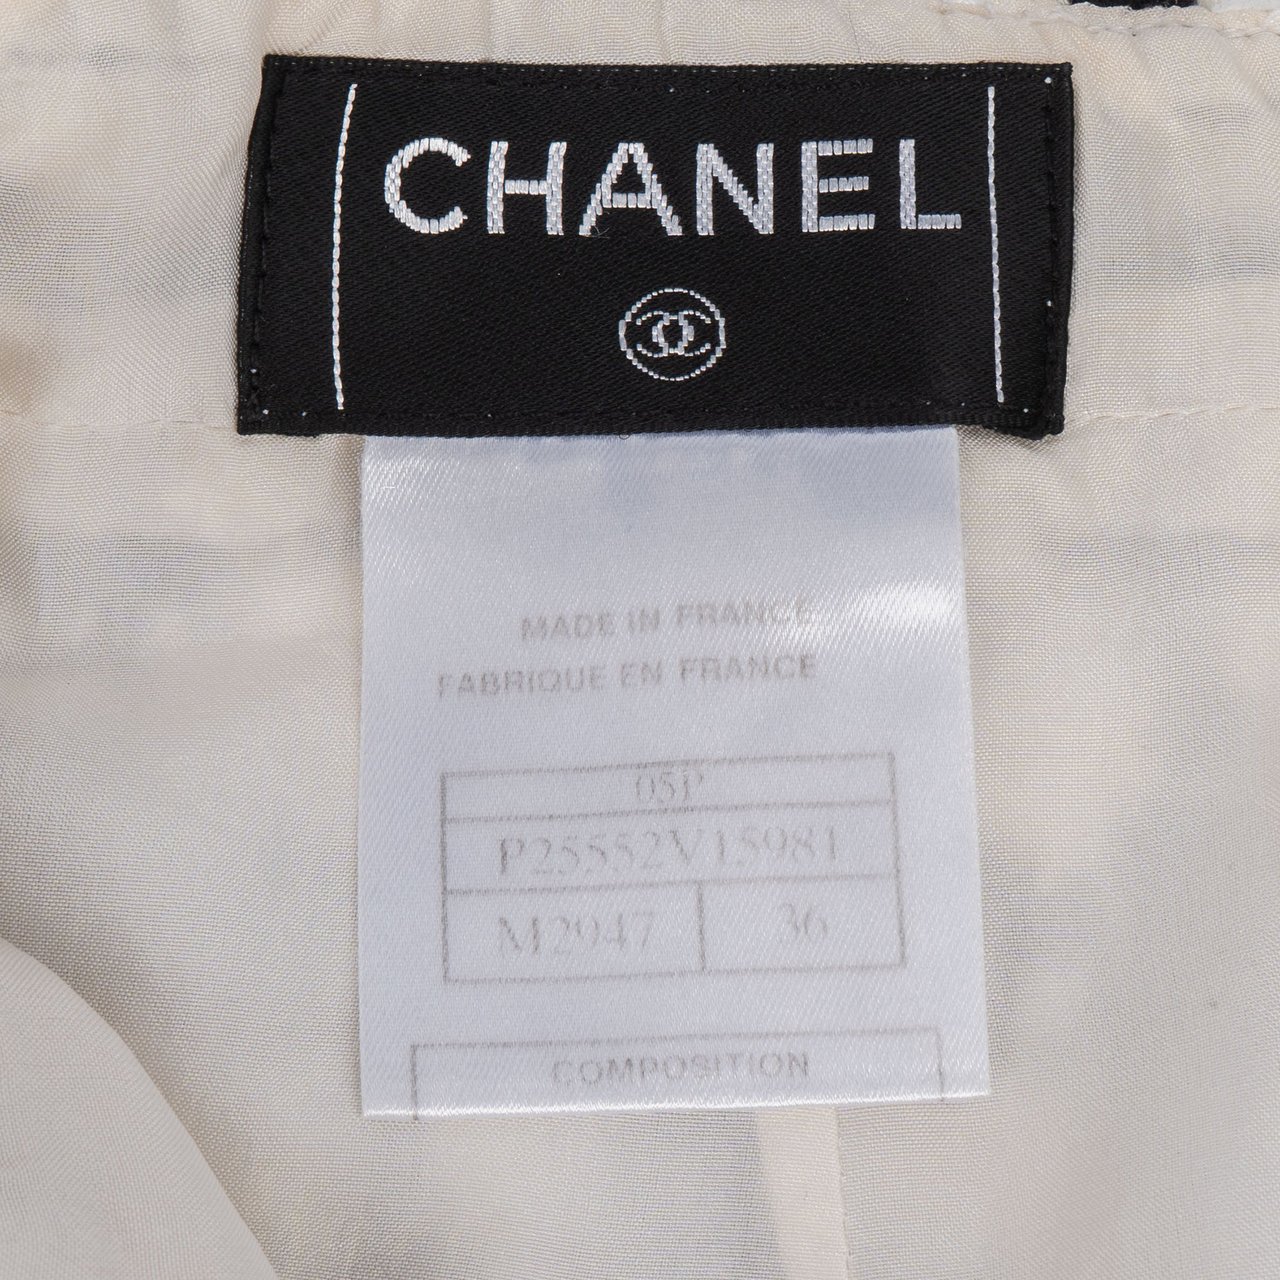 CHANEL
MADE IN FRANCE
FABRIQUE EN FRANCE
05P
P25552V15981
M2947 36
COMPOSITION